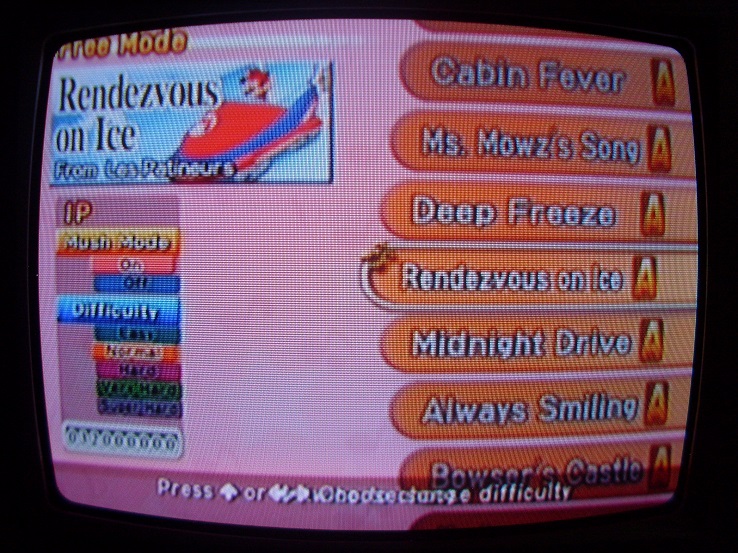 Free Mode
Rendezvous
on Ice
From Les Patineurs
1P
Mush Mode
On
Off
Difficulty
Easy
Normal
Hard
Very Hard
Super Hard
Cabin Fever A
Ms. Mowz's Song A
Deep Freeze A
Rendezvous on Ice A
Midnight Drive A
Always Smiling A
Bowser's Castle A
Press or difficulty